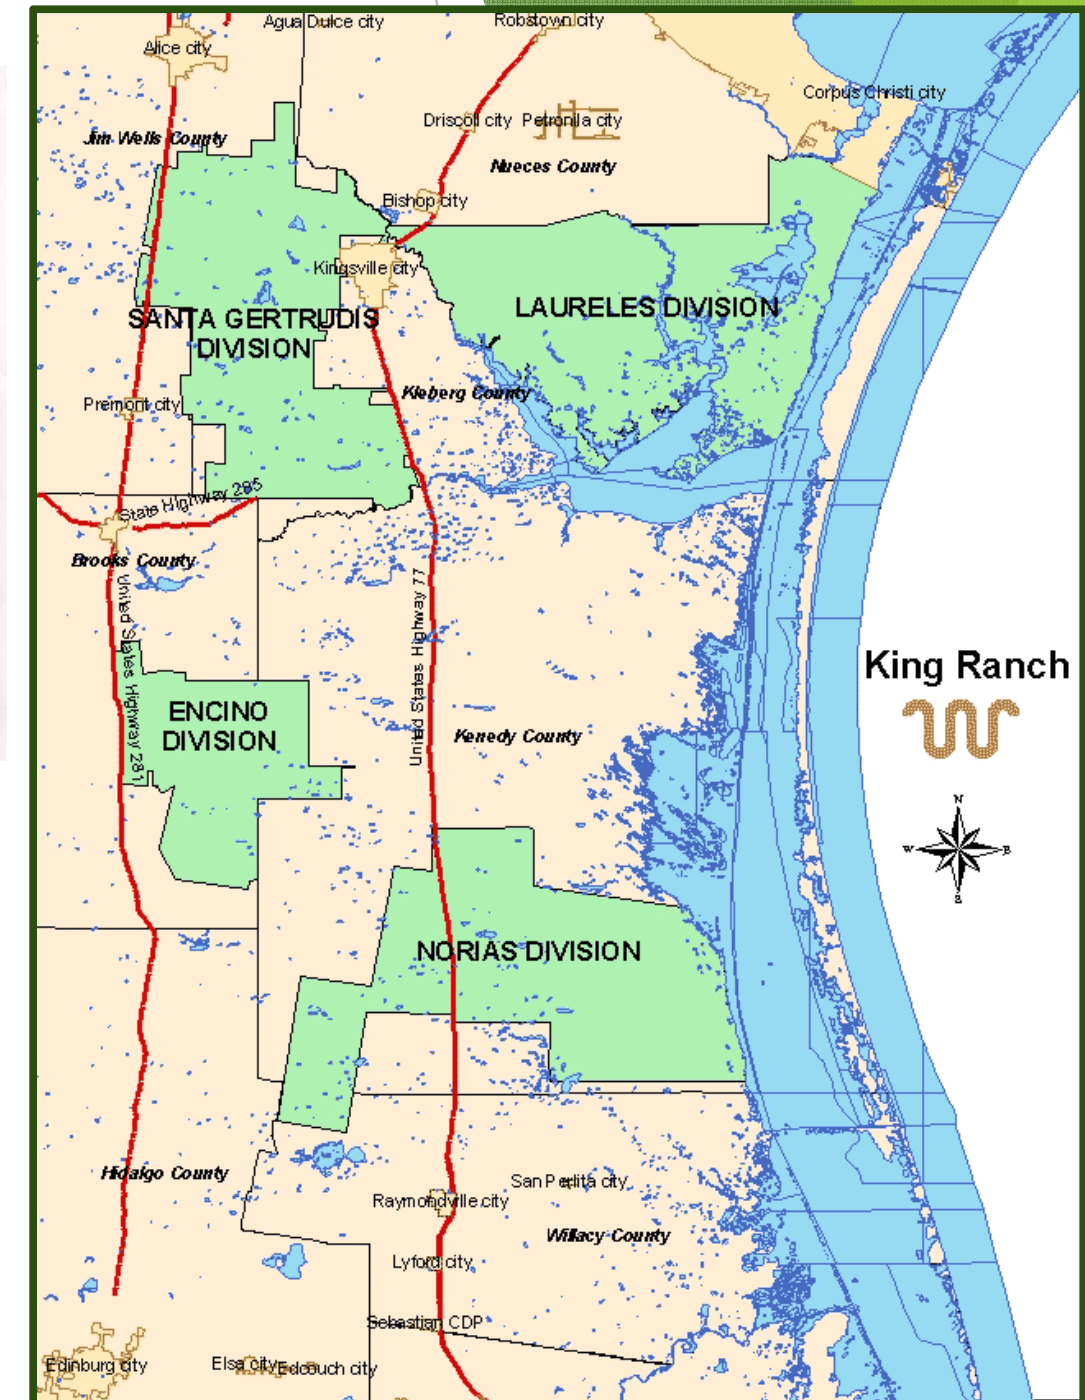 Agua Dulce city
Robstown city
Alice city
Corpus Christi city
Driscoll city
Petronila city
Jim Wells County
Nueces County
Bishop city
Kingsville city
SANTA GERTRUDIS
DIVISION
LAURELES DIVISION
Kleberg County
Premont city
State Highway 285
Brooks County
United States Highway 281
United States Highway 77
King Ranch
ENCINO
DIVISION
Kenedy County
N
W
E
S
NORIAS DIVISION
Hidalgo County
San Perlita city
Raymondville city
Willacy County
Lyford city
Sebastian CDP
Edinburg city
Elsa city
Edcouch city